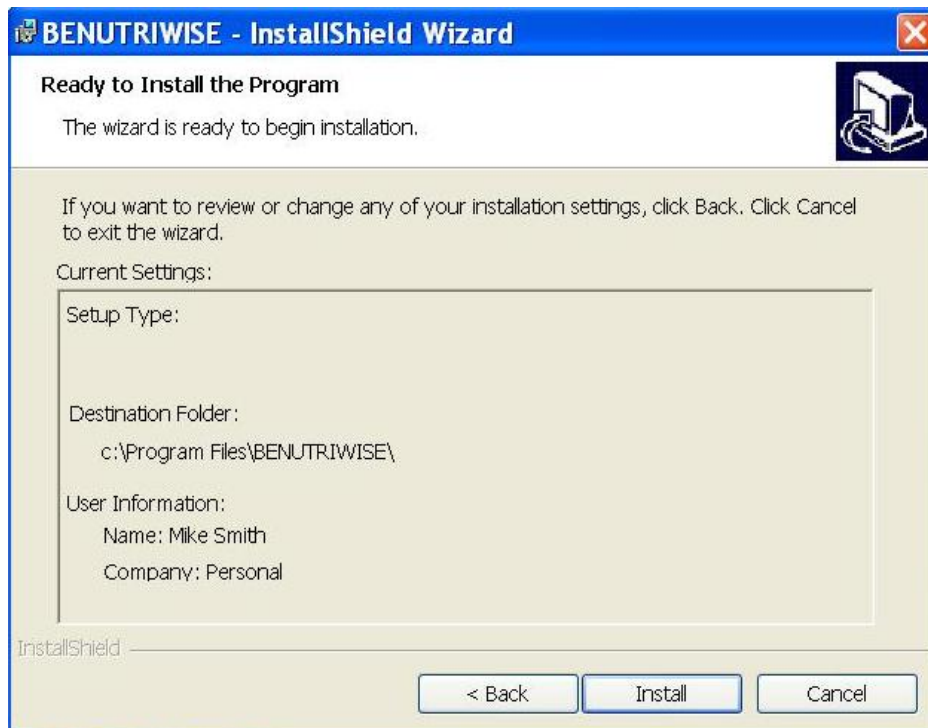 BENUTRIWISE - InstallShield Wizard
Ready to Install the Program
The wizard is ready to begin installation.
If you want to review or change any of your installation settings, click Back. Click Cancel
to exit the wizard.
Current Settings:
Setup Type:
Destination Folder:
c:\Program Files\BENUTRIWISE\
User Information:
Name: Mike Smith
Company: Personal
InstallShield
< Back Install Cancel